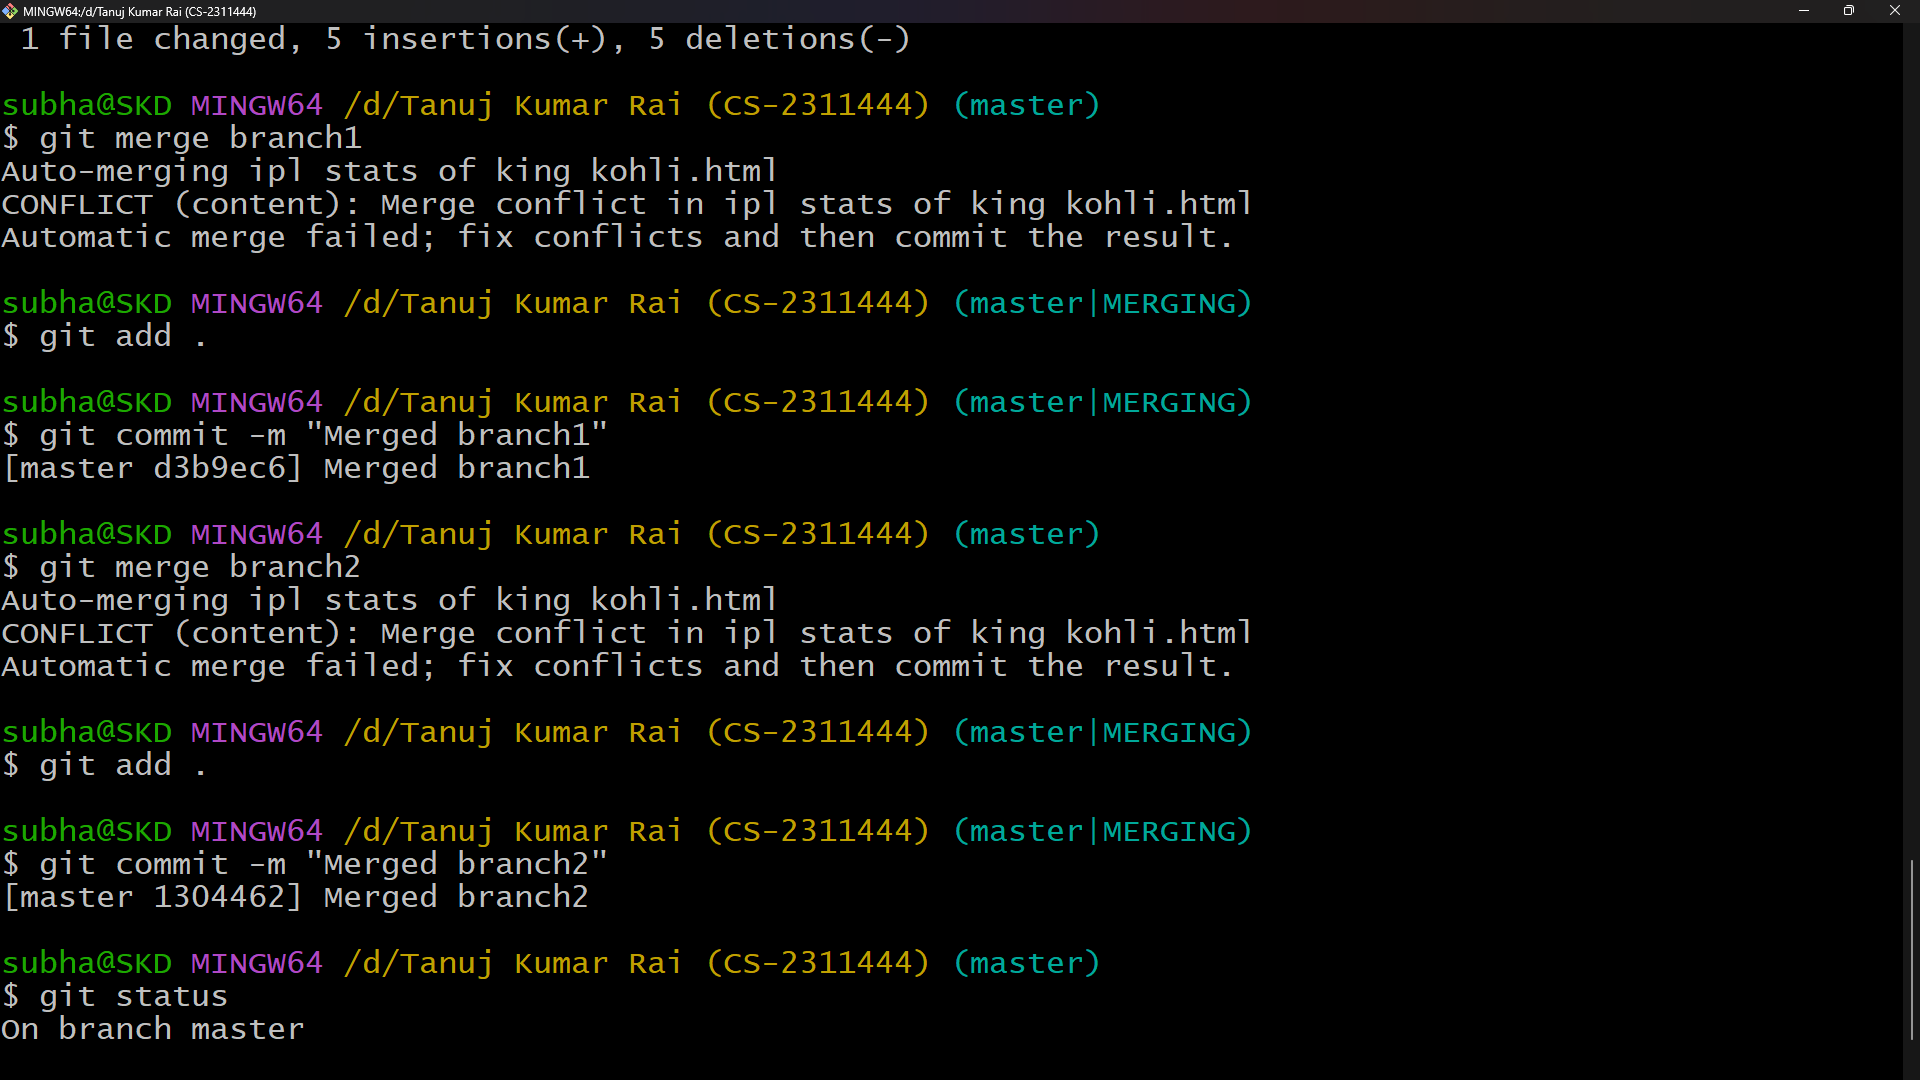 MINGW64:/d/Tanuj Kumar Rai (CS-2311444)
1 file changed, 5 insertions(+), 5 deletions(-)
subha@SKD MINGW64 /d/Tanuj Kumar Rai (CS-2311444) (master)
$ git merge branch1
Auto-merging ipl stats of king kohli.html
CONFLICT (content): Merge conflict in ipl stats of king kohli.html
Automatic merge failed; fix conflicts and then commit the result.
subha@SKD MINGW64 /d/Tanuj Kumar Rai (CS-2311444) (master|MERGING)
$ git add .
subha@SKD MINGW64 /d/Tanuj Kumar Rai (CS-2311444) (master|MERGING)
$ git commit -m "Merged branch1"
[master d3b9ec6] Merged branch1
subha@SKD MINGW64 /d/Tanuj Kumar Rai (CS-2311444) (master)
$ git merge branch2
Auto-merging ipl stats of king kohli.html
CONFLICT (content): Merge conflict in ipl stats of king kohli.html
Automatic merge failed; fix conflicts and then commit the result.
subha@SKD MINGW64 /d/Tanuj Kumar Rai (CS-2311444) (master|MERGING)
$ git add .
subha@SKD MINGW64 /d/Tanuj Kumar Rai (CS-2311444) (master|MERGING)
$ git commit -m "Merged branch2"
[master 1304462] Merged branch2
subha@SKD MINGW64 /d/Tanuj Kumar Rai (CS-2311444) (master)
$ git status
On branch master